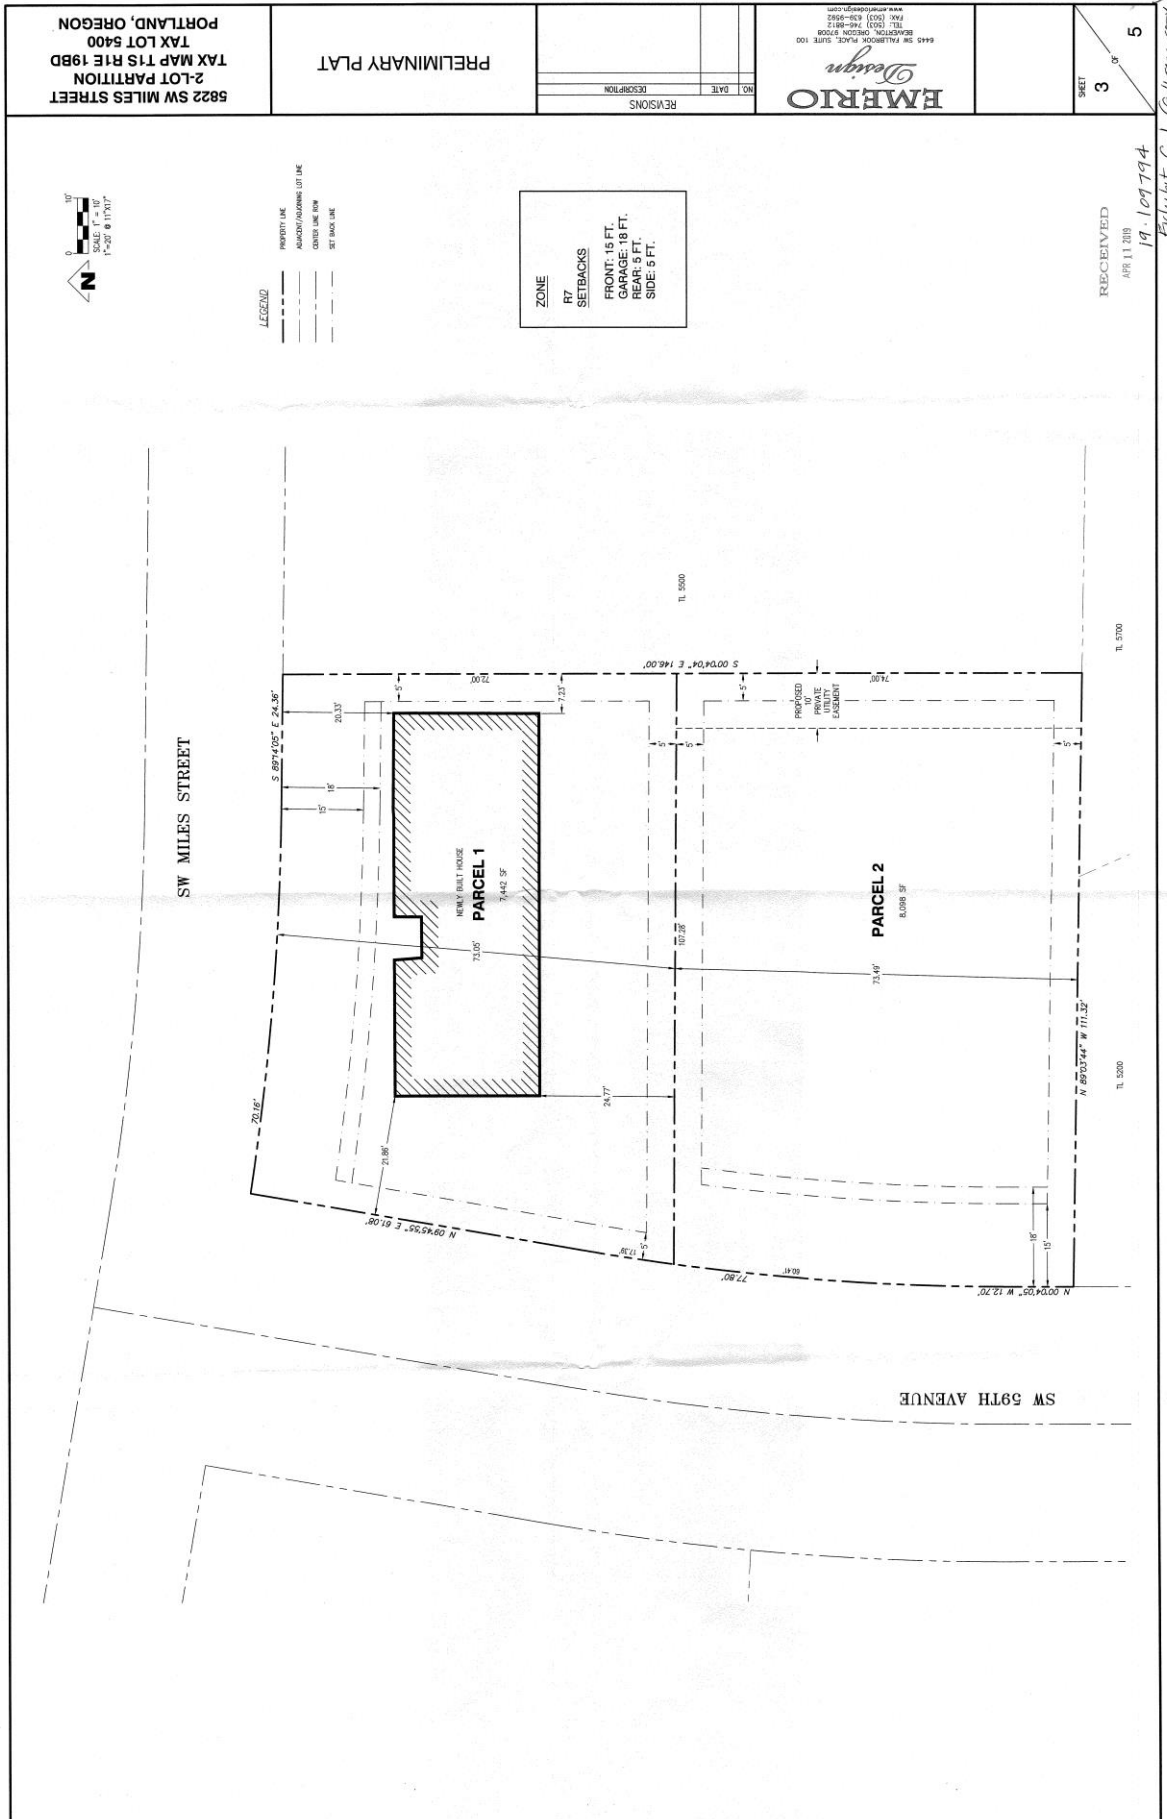 5822 SW MILES STREET
2-LOT PARTITION
TAX MAP T1S R1E 19BD
TAX LOT 5400
PORTLAND, OREGON
PRELIMINARY PLAT
REVISIONS
NO. DATE DESCRIPTION
EMERIO
Design
6445 SW FALLBROOK PLACE, SUITE 100
BEAVERTON, OREGON 97008
TEL: (503) 746-8812
FAX: (503) 639-9592
www.emeriodesign.com
SHEET
3
OF
5
N
0 10'
SCALE: 1" = 10'
1"=20' @ 11"X17"
LEGEND
PROPERTY LINE
ADJACENT/ADJOINING LOT LINE
CENTER LINE ROW
SET BACK LINE
ZONE
R7
SETBACKS
FRONT: 15 FT.
GARAGE: 18 FT.
REAR: 5 FT.
SIDE: 5 FT.
RECEIVED
APR 11 2019
19-109794
SW MILES STREET
S 89°14'05" E 24.36'
70.16'
20.33'
18'
15'
5'
72.00'
S 00°04'04" E 146.00'
TL 5500
7.23'
NEWLY BUILT HOUSE
PARCEL 1
7,442 SF
73.05'
21.86'
24.77'
N 09°45'55" E 61.08'
17.39'
5'
5'
5'
107.28'
5'
74.00'
PROPOSED
10'
PRIVATE
UTILITY
EASEMENT
PARCEL 2
8,098 SF
73.49'
5'
77.80'
60.41'
18'
15'
N 00°04'05" W 12.70'
N 89°03'44" W 111.32'
TL 5700
TL 5200
SW 59TH AVENUE